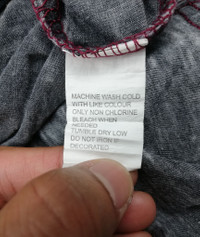 MACHINE WASH COLD
WITH LIKE COLOUR
ONLY NON CHLORINE
BLEACH WHEN
NEEDED
TUMBLE DRY LOW
DO NOT IRON IF
DECORATED